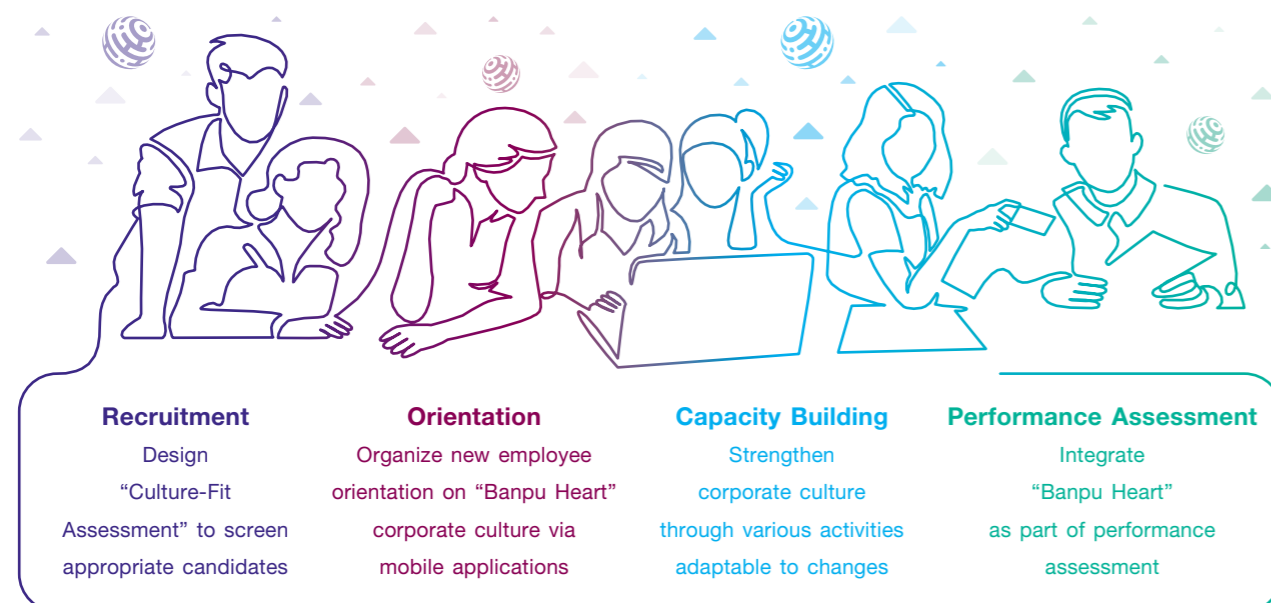 Recruitment
Design
“Culture-Fit
Assessment” to screen
appropriate candidates
Orientation
Organize new employee
orientation on “Banpu Heart”
corporate culture via
mobile applications
Capacity Building
Strengthen
corporate culture
through various activities
adaptable to changes
Performance Assessment
Integrate
“Banpu Heart”
as part of performance
assessment